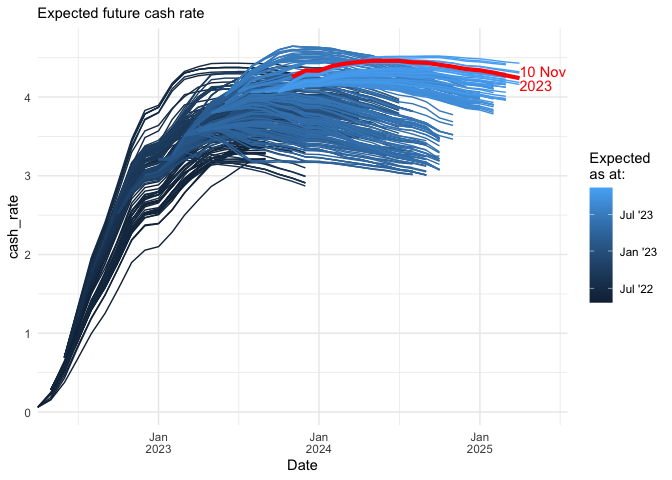 Expected future cash rate
cash_rate
4
3
2
1
0
10 Nov
2023
Jan
2023
Jan
2024
Jan
2025
Date
Expected
as at:
Jul '23
Jan '23
Jul '22